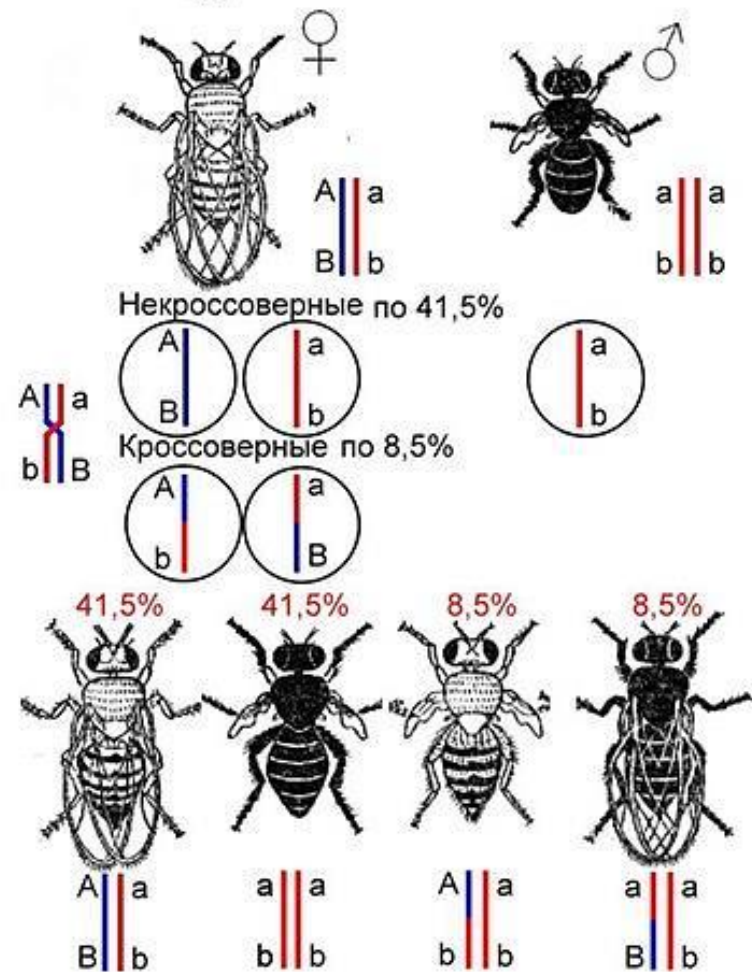 ♀
♂
A a
B b
a a
b b
Некроссоверные по 41,5%
A
B
a
b
a
b
A a
b B
Кроссоверные по 8,5%
A
b
a
B
41,5% 41,5% 8,5% 8,5%
A a a a A a a a
B b b b b b B b